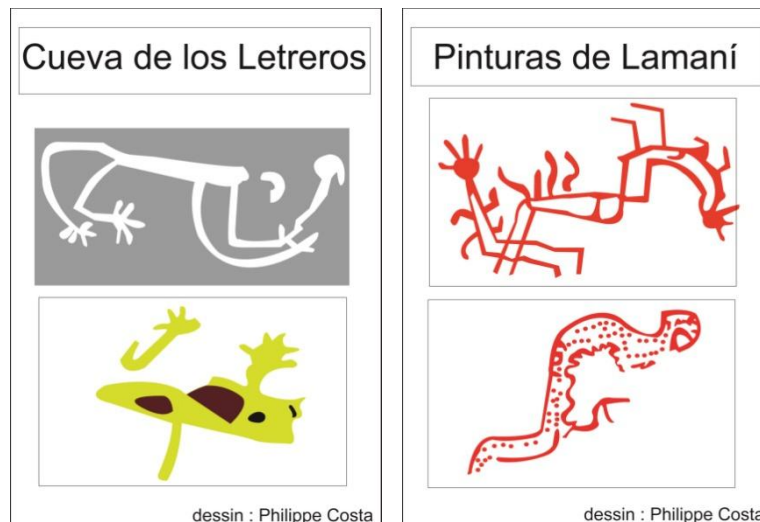 Cueva de los Letreros
dessin : Philippe Costa
Pinturas de Lamaní
dessin : Philippe Costa